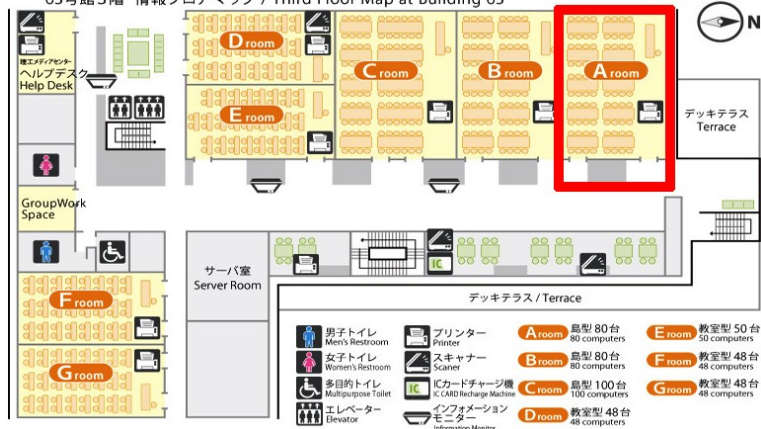 63号館3階 情報フロアマップ / Third Floor Map at Building 63
N
理工メディアセンター
ヘルプデスク
Help Desk
D room
E room
C room
B room
A room
デッキテラス
Terrace
GroupWork
Space
サーバ室
Server Room
IC
デッキテラス / Terrace
F room
G room
男子トイレ
Men's Restroom
女子トイレ
Women's Restroom
多目的トイレ
Multipurpose Toilet
エレベーター
Elevator
プリンター
Printer
スキャナー
Scaner
IC
ICカードチャージ機
IC CARD Recharge Machine
インフォメーション
モニター
Information Monitor
A room 島型 80台
80 computers
B room 島型 80台
80 computers
C room 島型 100台
100 computers
D room 教室型 48台
48 computers
E room 教室型 50台
50 computers
F room 教室型 48台
48 computers
G room 教室型 48台
48 computers